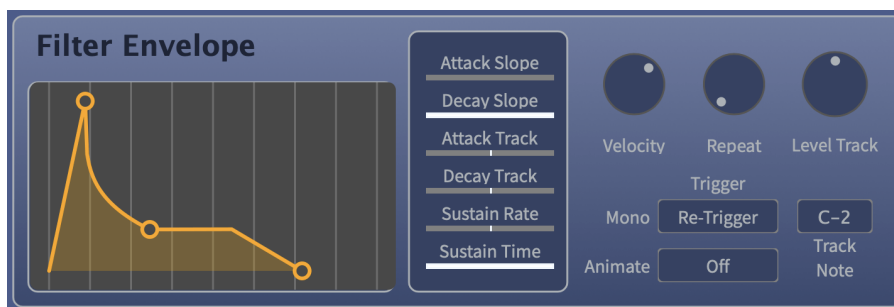 Filter Envelope
Attack Slope
Decay Slope
Attack Track
Decay Track
Sustain Rate
Sustain Time
Velocity
Repeat
Level Track
Trigger
Mono
Re-Trigger
C-2
Animate
Off
Track
Note